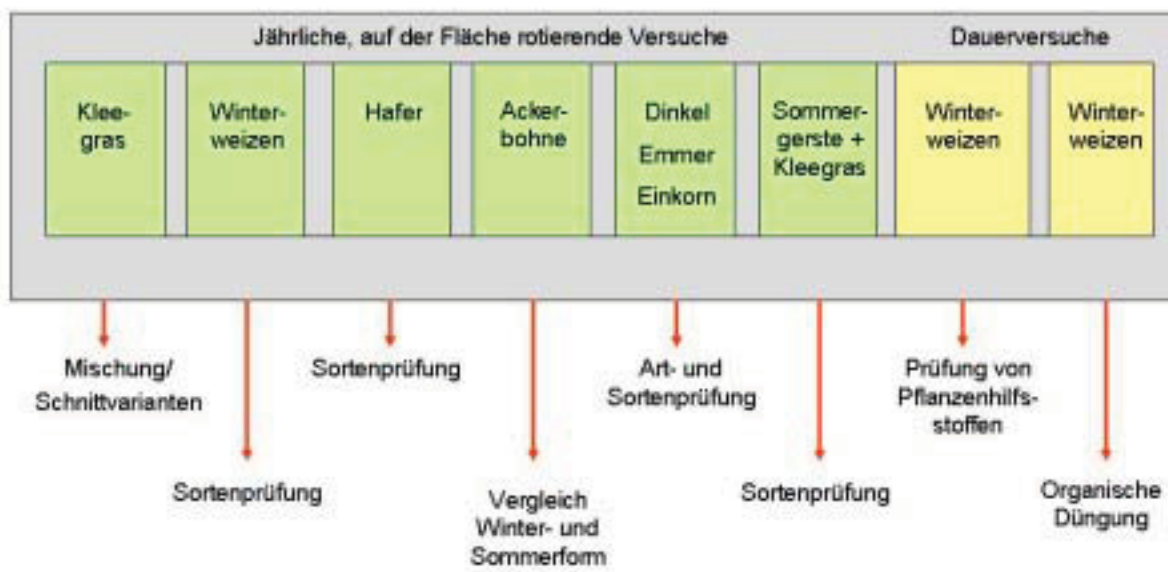 Jährliche, auf der Fläche rotierende Versuche
Dauerversuche
Klee-
gras
Winter-
weizen
Hafer
Acker-
bohne
Dinkel
Emmer
Einkorn
Sommer-
gerste +
Kleegras
Winter-
weizen
Winter-
weizen
Mischung/
Schnittvarianten
Sortenprüfung
Sortenprüfung
Vergleich
Winter- und
Sommerform
Art- und
Sortenprüfung
Sortenprüfung
Prüfung von
Pflanzenhilfs-
stoffen
Organische
Düngung